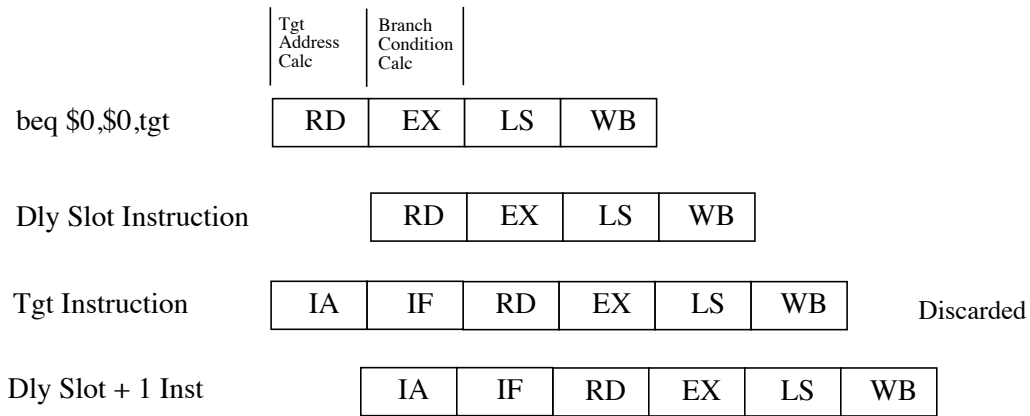 Tgt
Address
Calc
Branch
Condition
Calc
beq $0,$0,tgt
RD EX LS WB
Dly Slot Instruction
RD EX LS WB
Tgt Instruction
IA IF RD EX LS WB
Discarded
Dly Slot + 1 Inst
IA IF RD EX LS WB